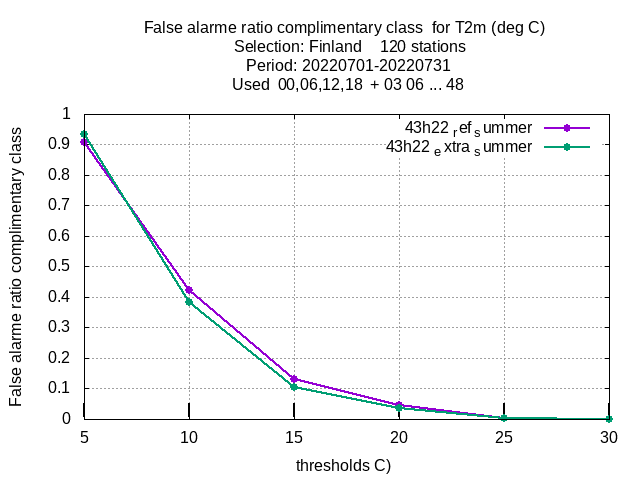 False alarme ratio complimentary class for T2m (deg C)
Selection: Finland 120 stations
Period: 20220701-20220731
Used 00,06,12,18 + 03 06 ... 48
1
0.9
0.8
0.7
0.6
0.5
0.4
0.3
0.2
0.1
0
False alarme ratio complimentary class
43h22 ref summer
43h22 extra summer
5 10 15 20 25 30
thresholds C)